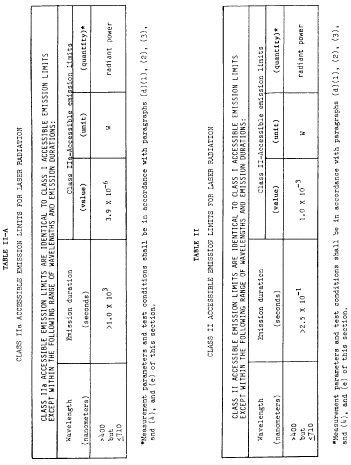 TABLE II-A
CLASS IIa ACCESSIBLE EMISSION LIMITS FOR LASER RADIATION
CLASS IIa ACCESSIBLE EMISSION LIMITS ARE IDENTICAL TO CLASS I ACCESSIBLE EMISSION LIMITS
EXCEPT WITHIN THE FOLLOWING RANGE OF WAVELENGTHS AND EMISSION DURATIONS:
Wavelength Emission duration Class IIa-Accessible emission limits
(nanometers) (seconds) (value) (unit) (quantity)*
>400
but
≤710
>1.0 X 10³ 3.9 X 10⁻⁶ W radiant power
*Measurement parameters and test conditions shall be in accordance with paragraphs (d)(1), (2), (3),
and (4), and (e) of this section.
TABLE II
CLASS II ACCESSIBLE EMISSION LIMITS FOR LASER RADIATION
CLASS II ACCESSIBLE EMISSION LIMITS ARE IDENTICAL TO CLASS I ACCESSIBLE EMISSION LIMITS
EXCEPT WITHIN THE FOLLOWING RANGE OF WAVELENGTHS AND EMISSION DURATIONS:
Wavelength Emission duration Class II-Accessible emission limits
(nanometers) (seconds) (value) (unit) (quantity)*
>400
but
≤710
>2.5 X 10⁻¹ 1.0 X 10⁻³ W radiant power
*Measurement parameters and test conditions shall be in accordance with paragraphs (d)(1), (2), (3),
and (4), and (e) of this section.